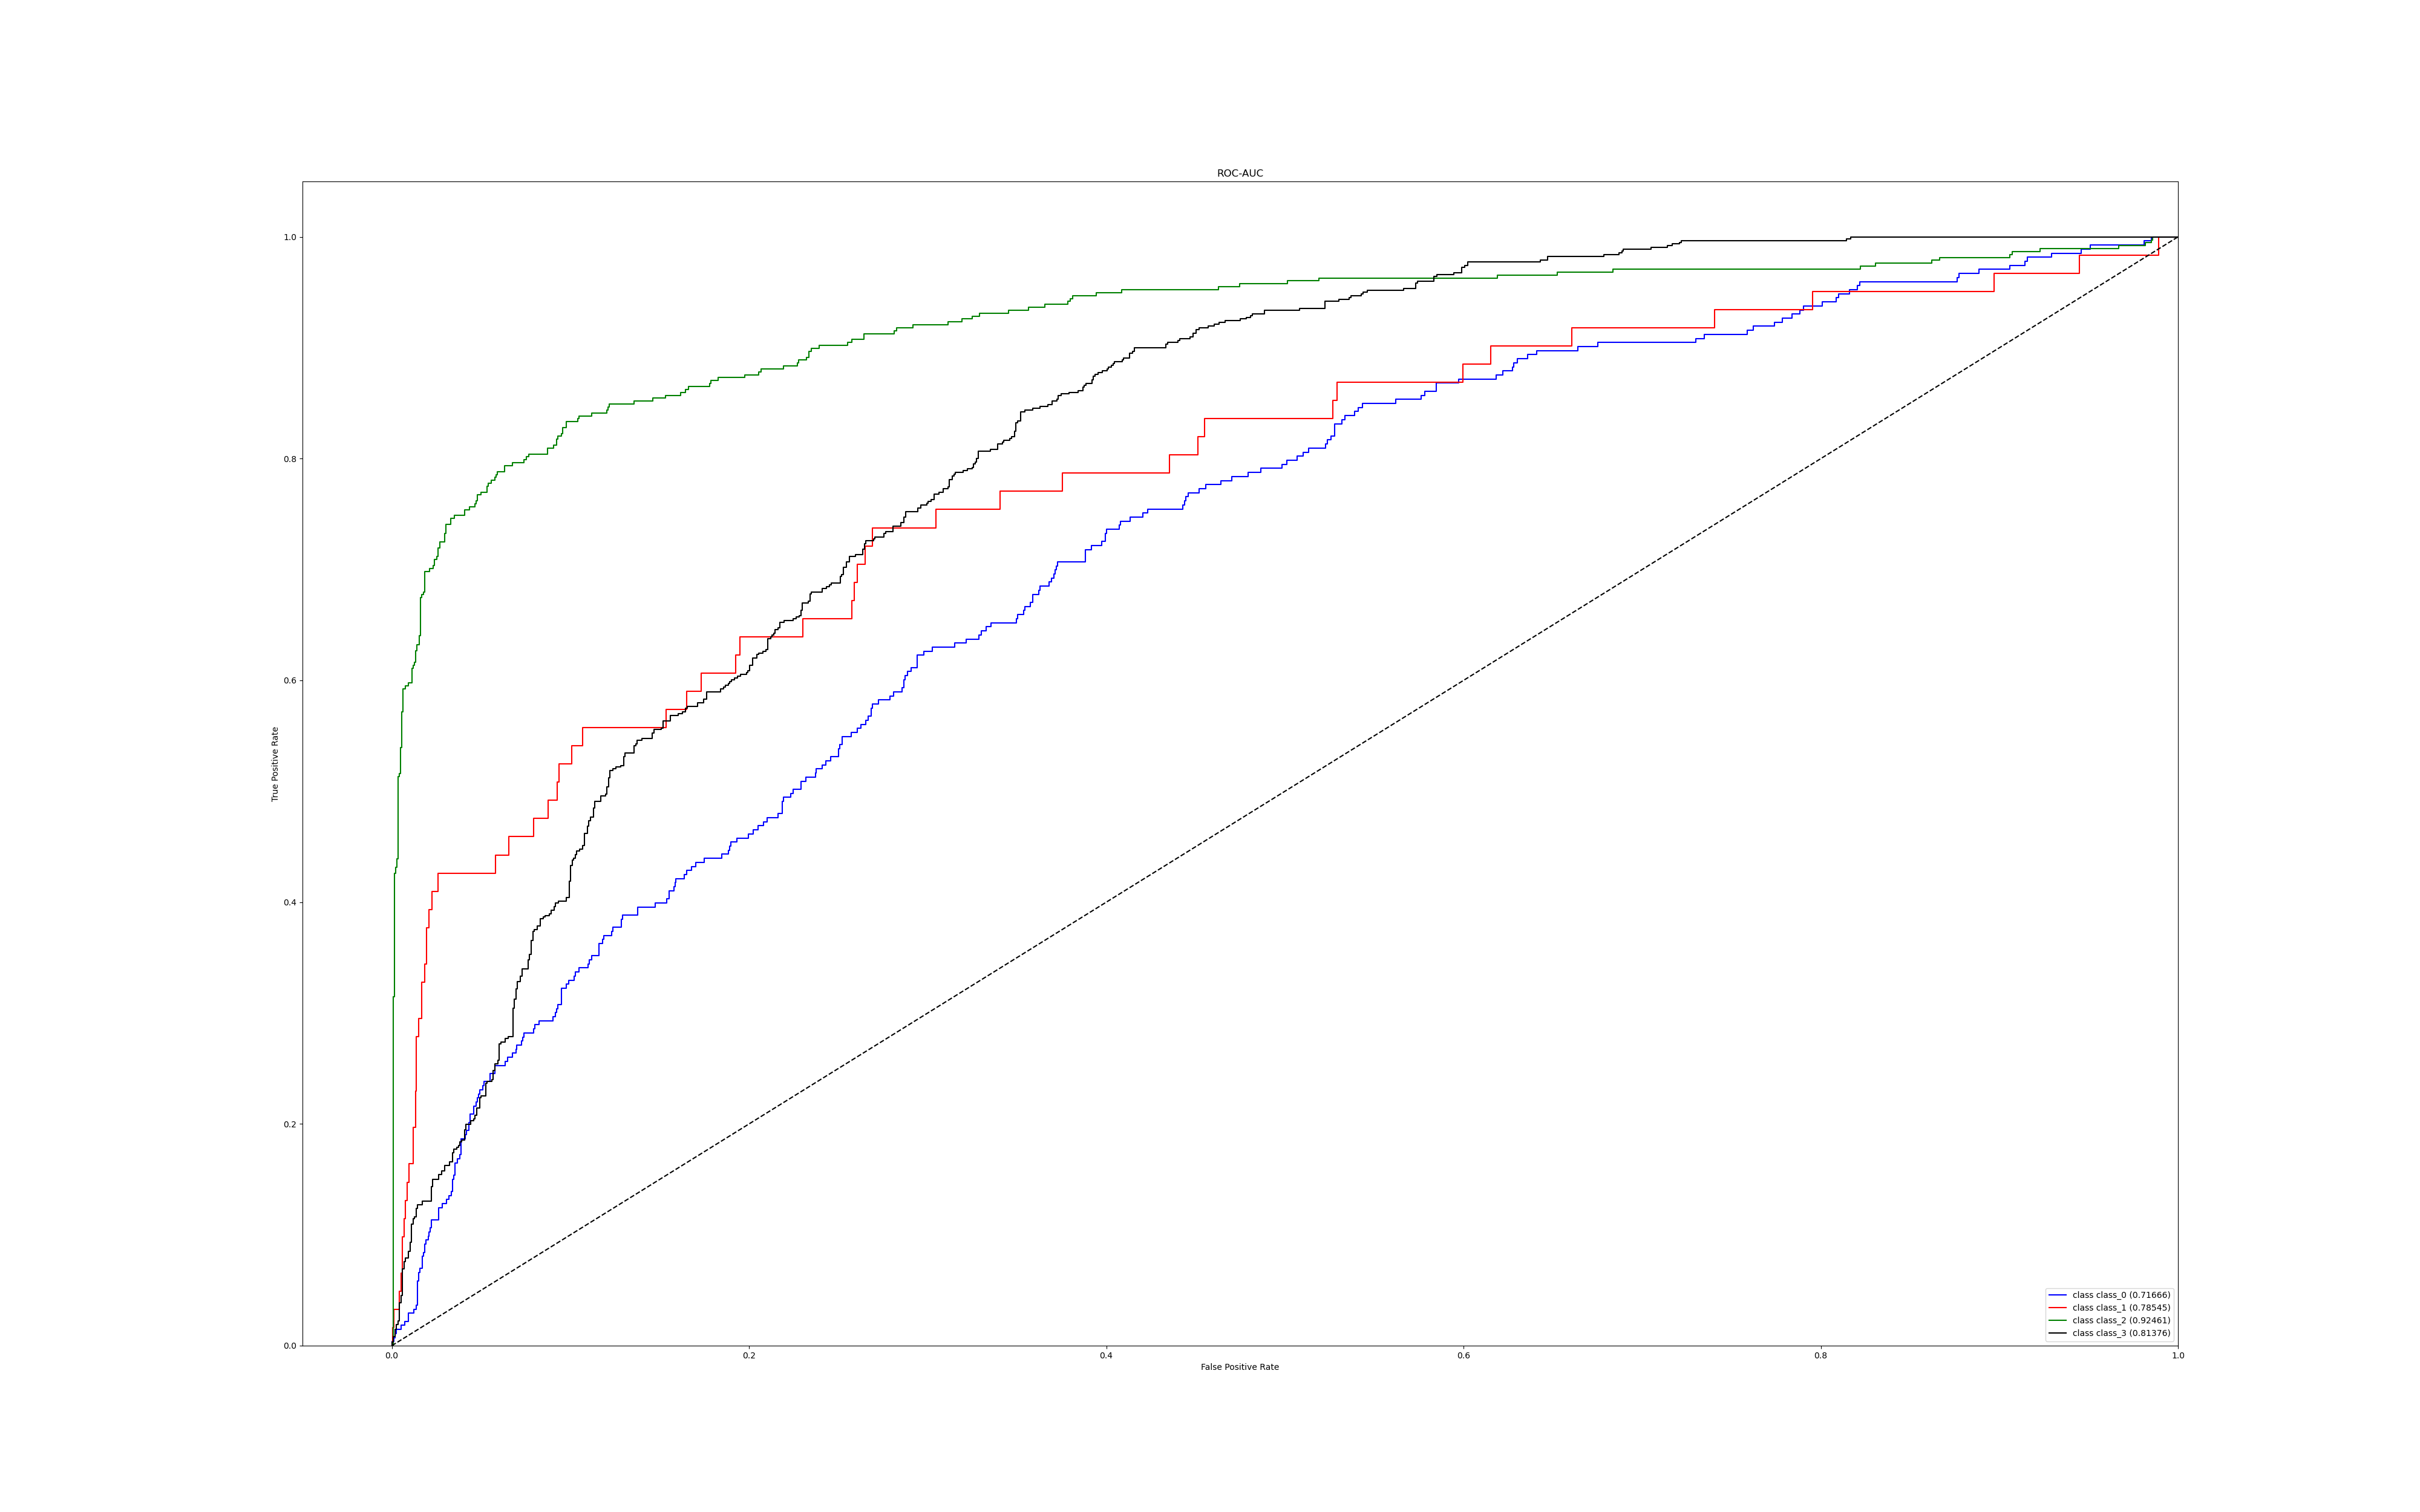 ROC-AUC
1.0
0.8
0.6
0.4
0.2
0.0
True Positive Rate
0.0 0.2 0.4 0.6 0.8 1.0
False Positive Rate
class class_0 (0.71666)
class class_1 (0.78545)
class class_2 (0.92461)
class class_3 (0.81376)